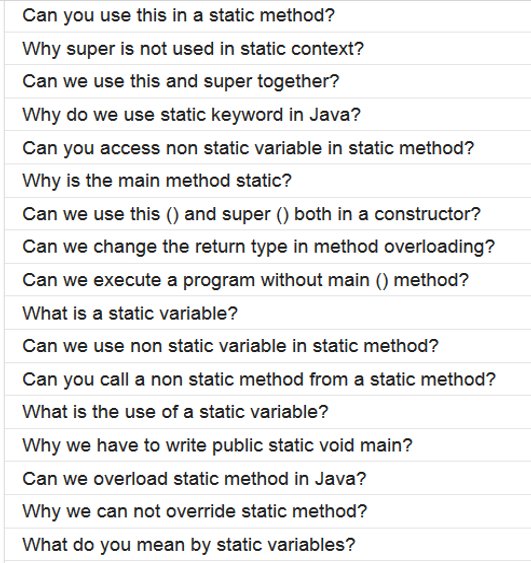 Can you use this in a static method?
Why super is not used in static context?
Can we use this and super together?
Why do we use static keyword in Java?
Can you access non static variable in static method?
Why is the main method static?
Can we use this () and super () both in a constructor?
Can we change the return type in method overloading?
Can we execute a program without main () method?
What is a static variable?
Can we use non static variable in static method?
Can you call a non static method from a static method?
What is the use of a static variable?
Why we have to write public static void main?
Can we overload static method in Java?
Why we can not override static method?
What do you mean by static variables?